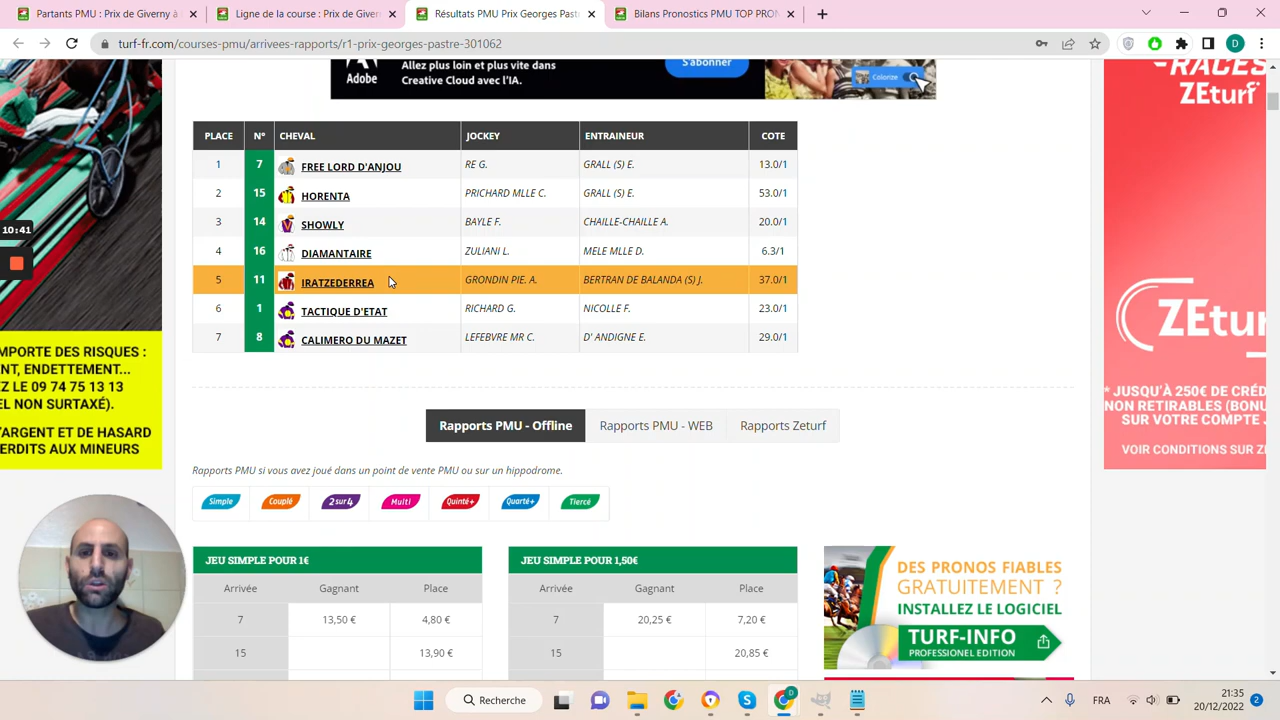 Partants PMU : Prix de Giverny à
Ligne de la course : Prix de Giver
Résultats PMU Prix Georges Past
Bilans Pronostics PMU TOP PRON
turf-fr.com/courses-pmu/arrivees-rapports/r1-prix-georges-pastre-301062
D
Adobe
Allez plus loin et plus vite dans
Creative Cloud avec l'IA.
S'abonner
Colorize
PLACE N° CHEVAL JOCKEY ENTRAINEUR COTE
1 7 FREE LORD D'ANJOU RE G. GRALL (S) E. 13.0/1
2 15 HORENTA PRICHARD MLLE C. GRALL (S) E. 53.0/1
3 14 SHOWLY BAYLE F. CHAILLE-CHAILLE A. 20.0/1
4 16 DIAMANTAIRE ZULIANI L. MELE MLLE D. 6.3/1
5 11 IRATZEDERREA GRONDIN PIE. A. BERTRAN DE BALANDA (S) J. 37.0/1
6 1 TACTIQUE D'ETAT RICHARD G. NICOLLE F. 23.0/1
7 8 CALIMERO DU MAZET LEFEBVRE MR C. D' ANDIGNE E. 29.0/1
10:41
MPORTE DES RISQUES :
NT, ENDETTEMENT...
Z LE 09 74 75 13 13
EL NON SURTAXÉ).
'ARGENT ET DE HASARD
ERDITS AUX MINEURS
RACES
ZEturf
ZEtur
* JUSQU'À 250€ DE CRÉD
NON RETIRABLES (BONU
SUR VOTRE COMPTE J
VOIR CONDITIONS SUR ZE
Rapports PMU - Offline
Rapports PMU - WEB
Rapports Zeturf
Rapports PMU si vous avez joué dans un point de vente PMU ou sur un hippodrome.
Simple Couplé 2sur4 Multi Quinté+ Quarté+ Tiercé
JEU SIMPLE POUR 1€
Arrivée Gagnant Place
7 13,50 € 4,80 €
15 13,90 €
JEU SIMPLE POUR 1,50€
Arrivée Gagnant Place
7 20,25 € 7,20 €
15 20,85 €
DES PRONOS FIABLES
GRATUITEMENT ?
INSTALLEZ LE LOGICIEL
TURF-INFO
PROFESSIONEL EDITION
Recherche
FRA
21:35
20/12/2022
2